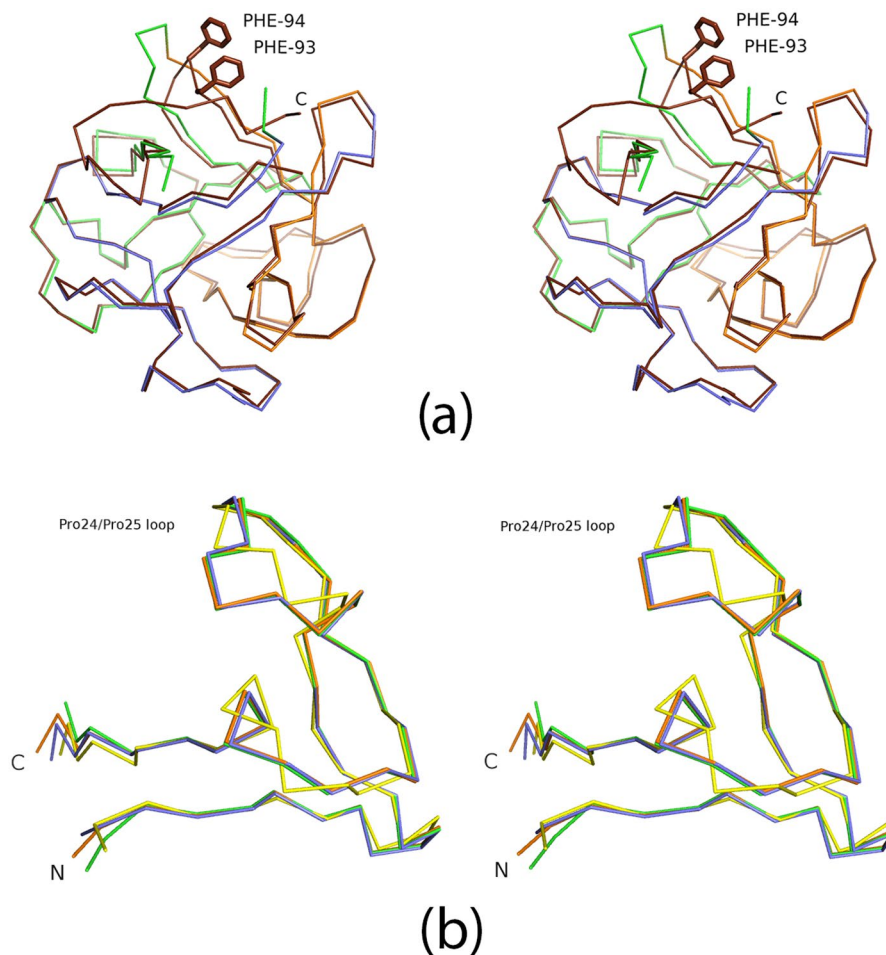 PHE-94 PHE-94
PHE-93 PHE-93
C C
(a)
Pro24/Pro25 loop Pro24/Pro25 loop
C C
N N
(b)